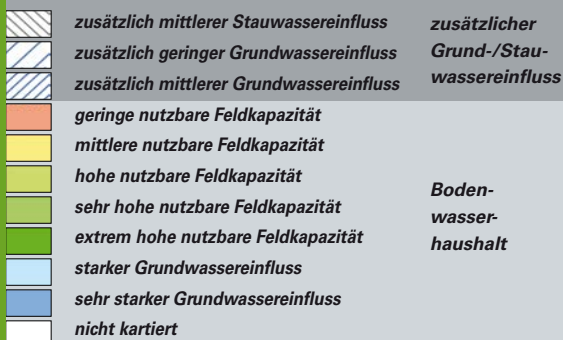 zusätzlich mittlerer Stauwassereinfluss
zusätzlich geringer Grundwassereinfluss
zusätzlich mittlerer Grundwassereinfluss
zusätzlicher
Grund-/Stau-
wassereinfluss
geringe nutzbare Feldkapazität
mittlere nutzbare Feldkapazität
hohe nutzbare Feldkapazität
sehr hohe nutzbare Feldkapazität
extrem hohe nutzbare Feldkapazität
starker Grundwassereinfluss
sehr starker Grundwassereinfluss
nicht kartiert
Boden-
wasser-
haushalt